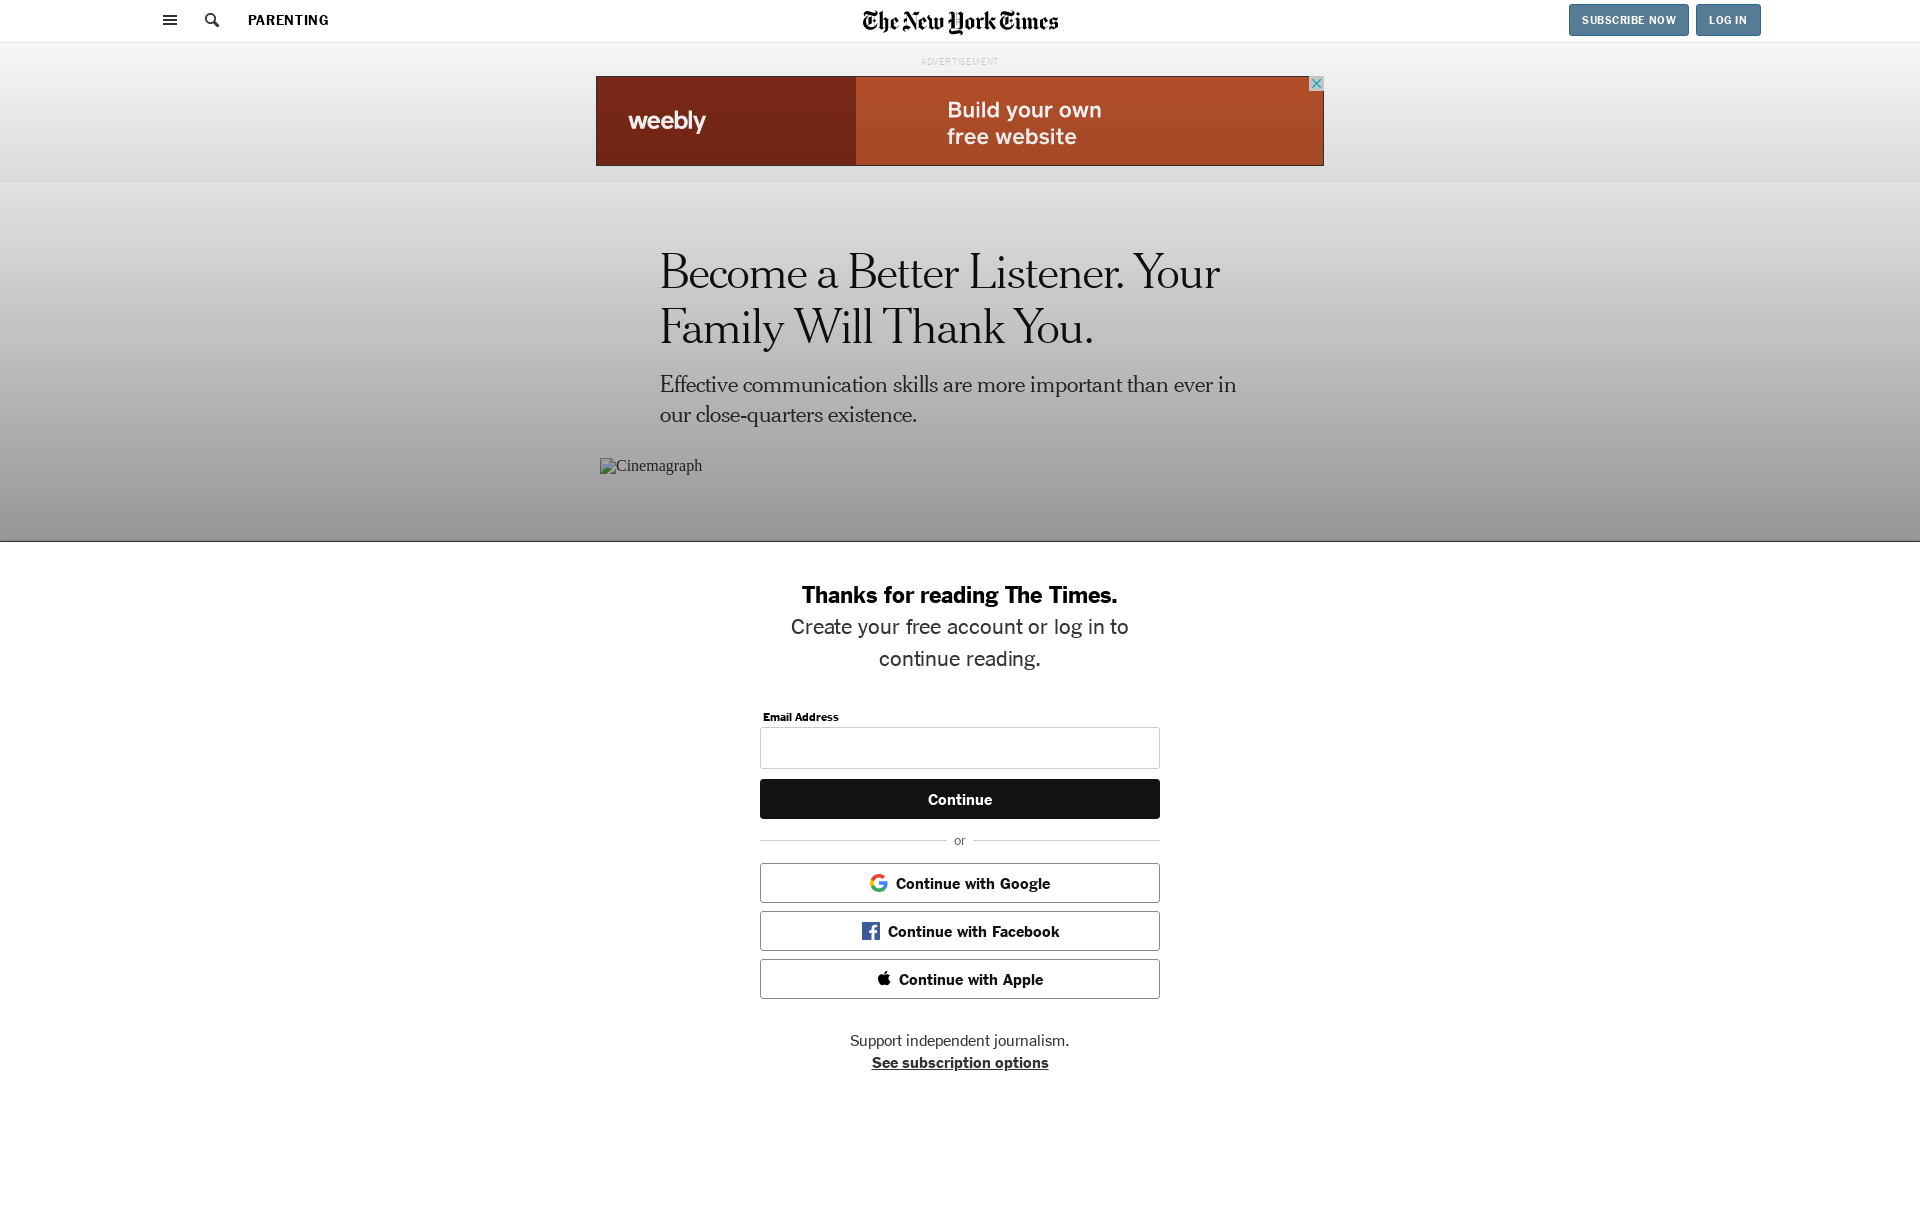 PARENTING
The New York Times
SUBSCRIBE NOW
LOG IN
ADVERTISEMENT
weebly
Build your own
free website
Become a Better Listener. Your
Family Will Thank You.
Effective communication skills are more important than ever in
our close-quarters existence.
Cinemagraph
Thanks for reading The Times.
Create your free account or log in to
continue reading.
Email Address
Continue
or
Continue with Google
Continue with Facebook
Continue with Apple
Support independent journalism.
See subscription options